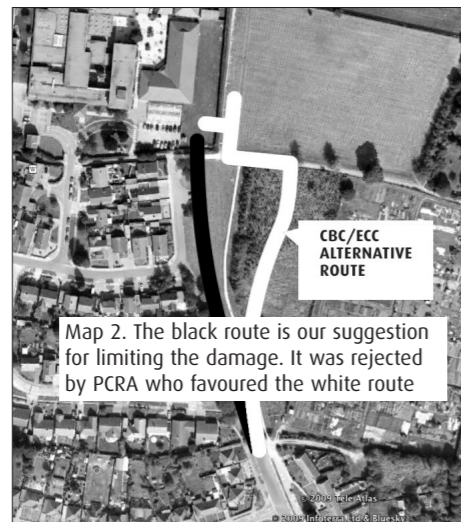 CBC/ECC
ALTERNATIVE
ROUTE
Map 2. The black route is our suggestion
for limiting the damage. It was rejected
by PCRA who favoured the white route
© 2009 Tele Atlas
© 2009 Infoterra Ltd & Bluesky